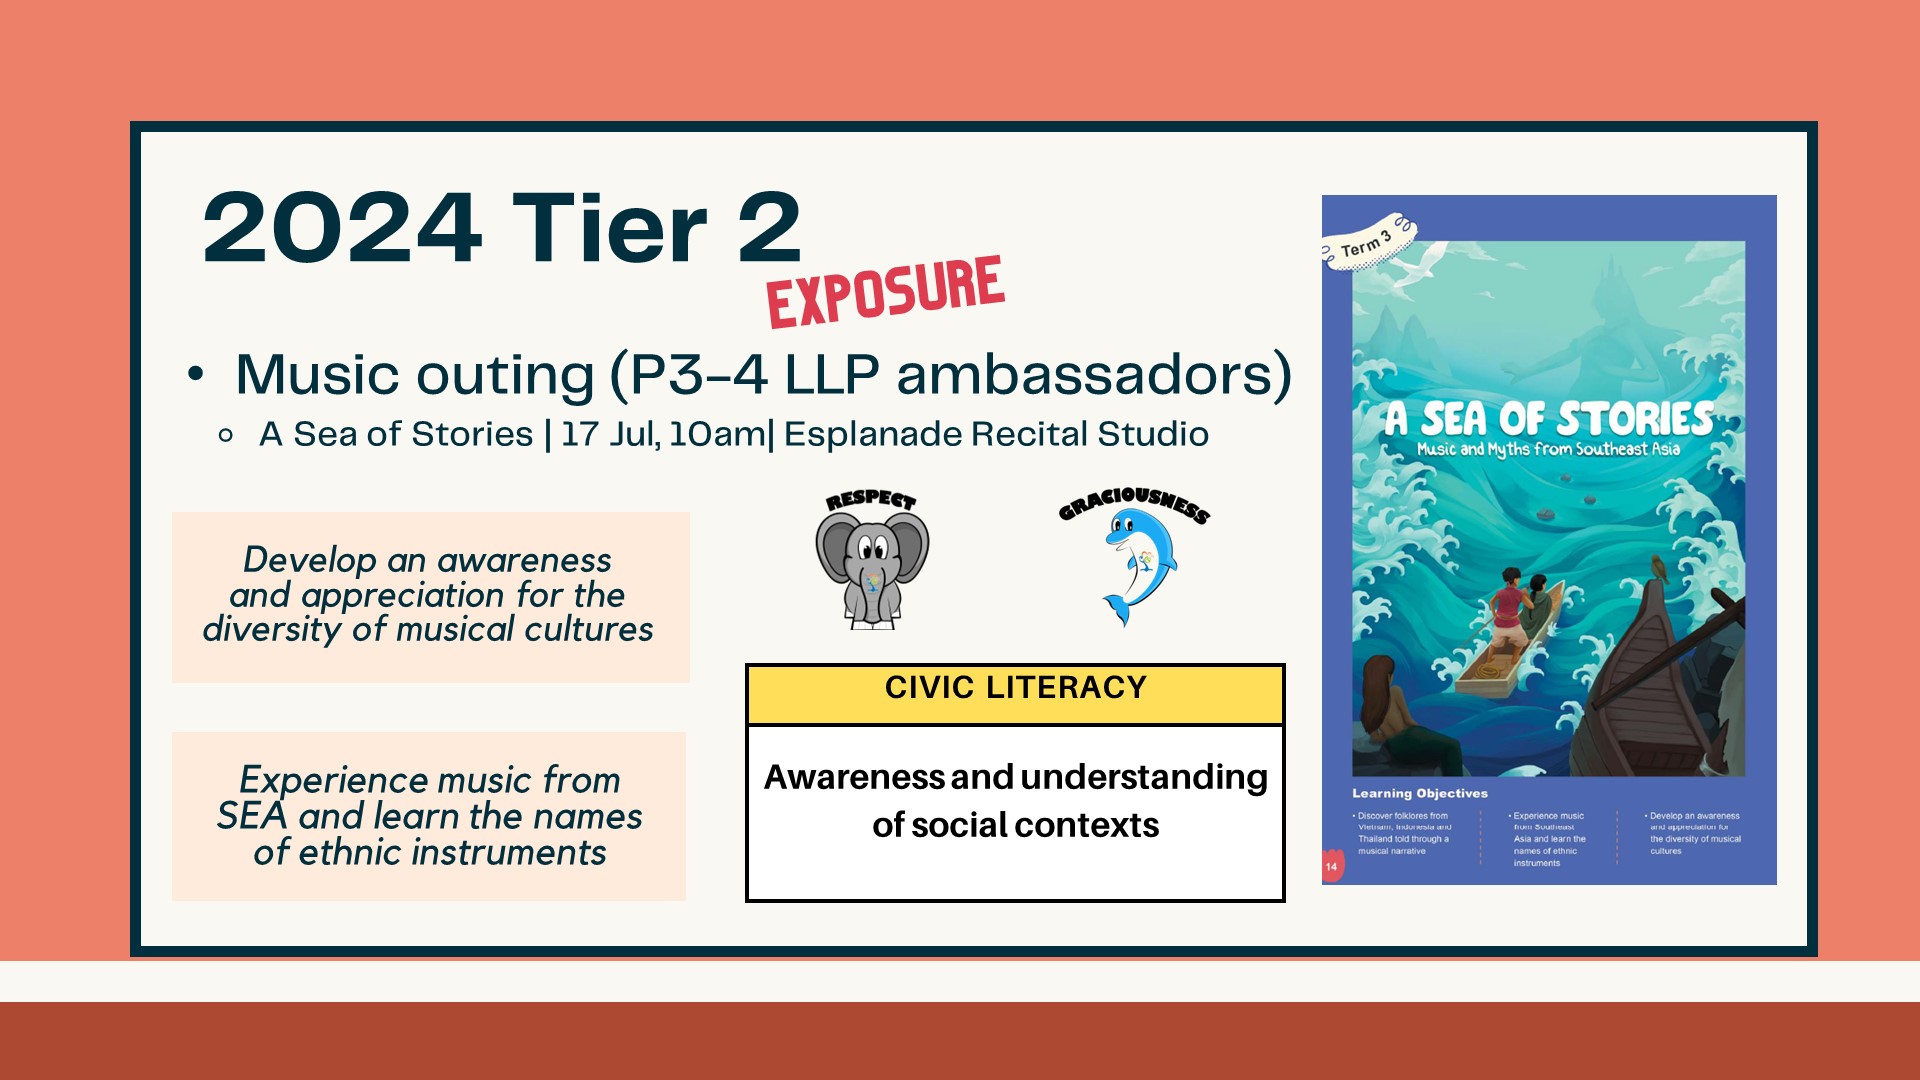 2024 Tier 2
EXPOSURE
• Music outing (P3-4 LLP ambassadors)
○ A Sea of Stories | 17 Jul, 10am| Esplanade Recital Studio
Develop an awareness
and appreciation for the
diversity of musical cultures
Experience music from
SEA and learn the names
of ethnic instruments
RESPECT
GRACIOUSNESS
CIVIC LITERACY
Awareness and understanding
of social contexts
Term 3
A SEA OF STORIES
Music and Myths from Southeast Asia
Learning Objectives
• Discover folklores from
Vietnam, Indonesia and
Thailand told through a
musical narrative
• Experience music
from Southeast
Asia and learn the
names of ethnic
instruments
• Develop an awareness
and appreciation for
the diversity of musical
cultures
14